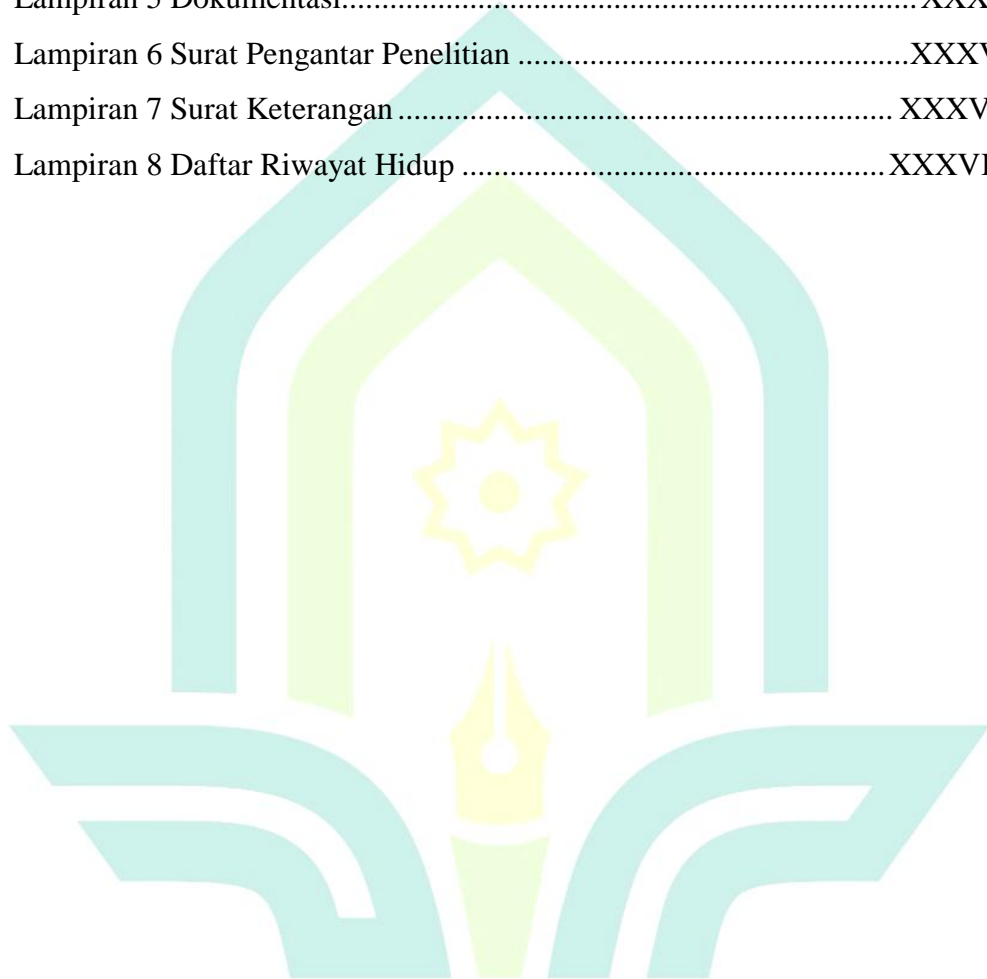 Lampiran 5 Dokumentasi......................................................................XXX
Lampiran 6 Surat Pengantar Penelitian ................................................XXXV
Lampiran 7 Surat Keterangan ............................................................. XXXV
Lampiran 8 Daftar Riwayat Hidup ....................................................XXXVI